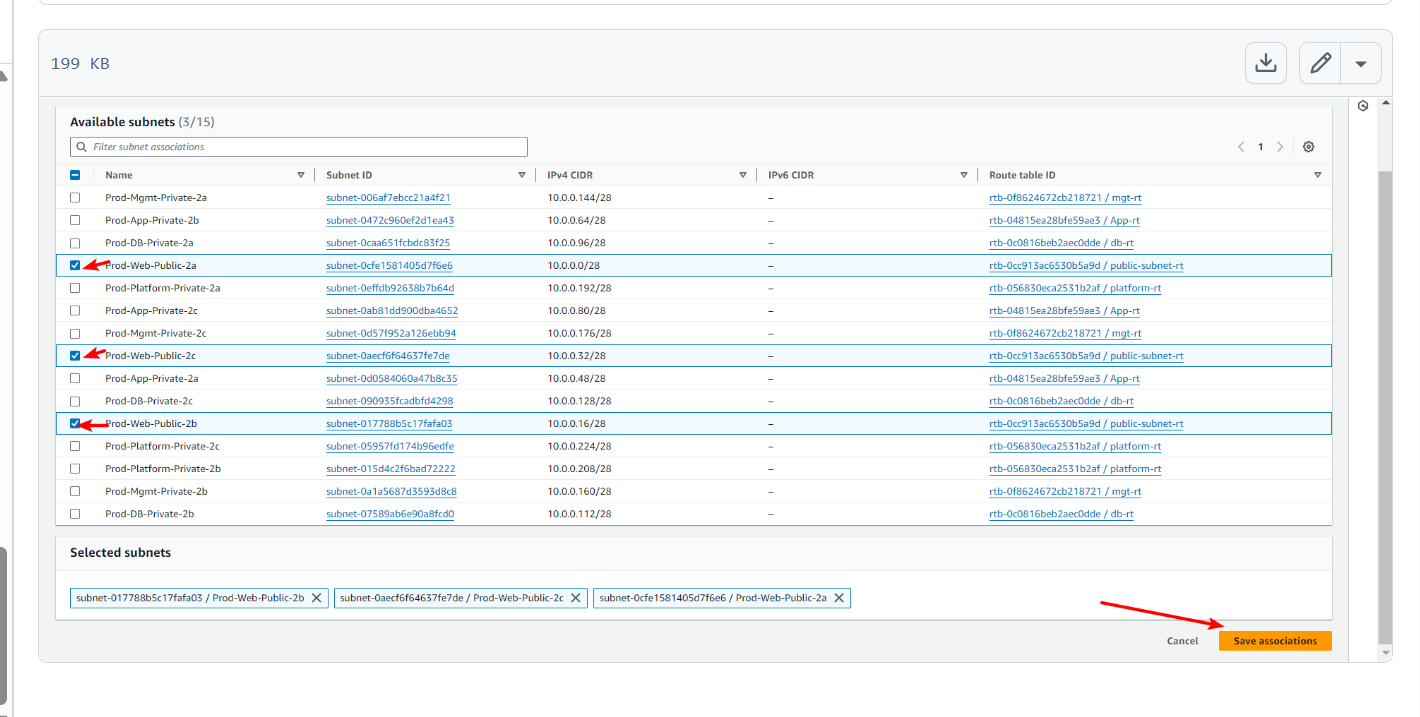 199 KB
Available subnets (3/15)
Filter subnet associations
1
Name Subnet ID IPv4 CIDR IPv6 CIDR Route table ID
Prod-Mgmt-Private-2a subnet-006af7ebcc21a4f21 10.0.0.144/28 – rtb-0f8624672cb218721 / mgt-rt
Prod-App-Private-2b subnet-0472c960ef2d1ea43 10.0.0.64/28 – rtb-04815ea28bfe59ae3 / App-rt
Prod-DB-Private-2a subnet-0caa651fcbdc83f25 10.0.0.96/28 – rtb-0c0816beb2aec0dde / db-rt
Prod-Web-Public-2a subnet-0cfe1581405d7f6e6 10.0.0.0/28 – rtb-0cc913ac6530b5a9d / public-subnet-rt
Prod-Platform-Private-2a subnet-0effdb92638b7b64d 10.0.0.192/28 – rtb-056830eca2531b2af / platform-rt
Prod-App-Private-2c subnet-0ab81dd900dba4652 10.0.0.80/28 – rtb-04815ea28bfe59ae3 / App-rt
Prod-Mgmt-Private-2c subnet-0d57f952a126ebb94 10.0.0.176/28 – rtb-0f8624672cb218721 / mgt-rt
Prod-Web-Public-2c subnet-0aecf6f64637fe7de 10.0.0.32/28 – rtb-0cc913ac6530b5a9d / public-subnet-rt
Prod-App-Private-2a subnet-0d0584060a47b8c35 10.0.0.48/28 – rtb-04815ea28bfe59ae3 / App-rt
Prod-DB-Private-2c subnet-090935fcadbfd4298 10.0.0.128/28 – rtb-0c0816beb2aec0dde / db-rt
Prod-Web-Public-2b subnet-017788b5c17fafa03 10.0.0.16/28 – rtb-0cc913ac6530b5a9d / public-subnet-rt
Prod-Platform-Private-2c subnet-05957fd174b96edfe 10.0.0.224/28 – rtb-056830eca2531b2af / platform-rt
Prod-Platform-Private-2b subnet-015d4c2f6bad72222 10.0.0.208/28 – rtb-056830eca2531b2af / platform-rt
Prod-Mgmt-Private-2b subnet-0a1a5687d3593d8c8 10.0.0.160/28 – rtb-0f8624672cb218721 / mgt-rt
Prod-DB-Private-2b subnet-07589ab6e90a8fcd0 10.0.0.112/28 – rtb-0c0816beb2aec0dde / db-rt
Selected subnets
subnet-017788b5c17fafa03 / Prod-Web-Public-2b subnet-0aecf6f64637fe7de / Prod-Web-Public-2c subnet-0cfe1581405d7f6e6 / Prod-Web-Public-2a
Cancel Save associations